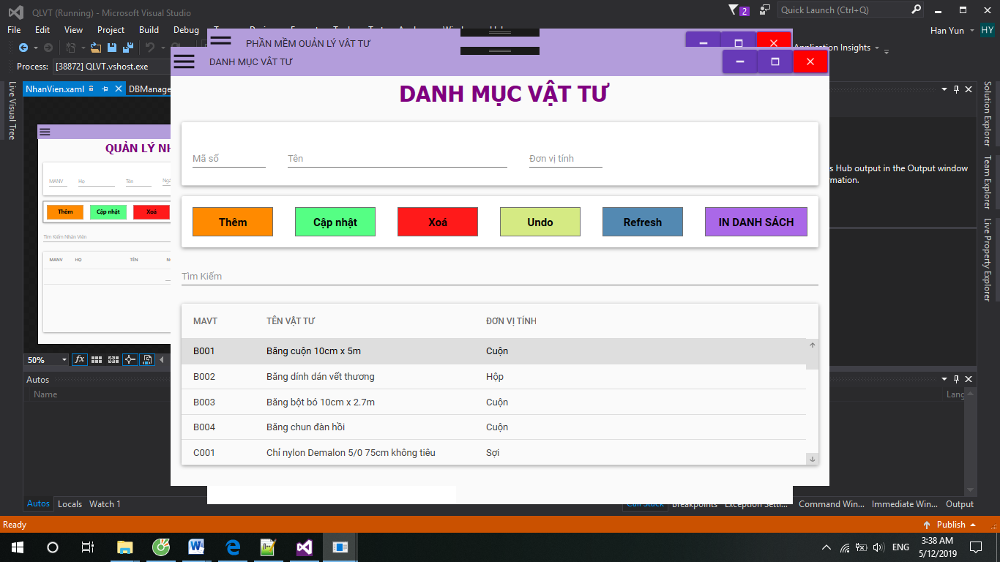 QLVT (Running) - Microsoft Visual Studio
2
Quick Launch (Ctrl+Q)
File Edit View Project Build Debug
Han Yun HY
PHẦN MỀM QUẢN LÝ VẬT TƯ
Application Insights
Process: [38872] QLVT.vshost.exe
DANH MỤC VẬT TƯ
NhanVien.xaml
Live Visual Tree
DANH MỤC VẬT TƯ
QUẢN LÝ
MANV Họ Tên
Thêm Cập nhật Xoá
Tìm Kiếm Nhân Viên
MANV HỌ TÊN
Mã số Tên Đơn vị tính
Thêm Cập nhật Xoá Undo Refresh IN DANH SÁCH
Tìm Kiếm
MAVT TÊN VẬT TƯ ĐƠN VỊ TÍNH
B001 Băng cuộn 10cm x 5m Cuộn
B002 Băng dính dán vết thương Hộp
B003 Băng bột bó 10cm x 2.7m Cuộn
B004 Băng chun đàn hồi Cuộn
C001 Chỉ nylon Demalon 5/0 75cm không tiêu Sợi
Hub output in the Output window
Solution Explorer
Team Explorer
Live Property Explorer
50%
Autos
Name
Lang
Autos Locals Watch 1
Call Stack Breakpoints Exception Setti... Command Win... Immediate Win... Output
Ready
Publish
ENG
3:38 AM
5/12/2019